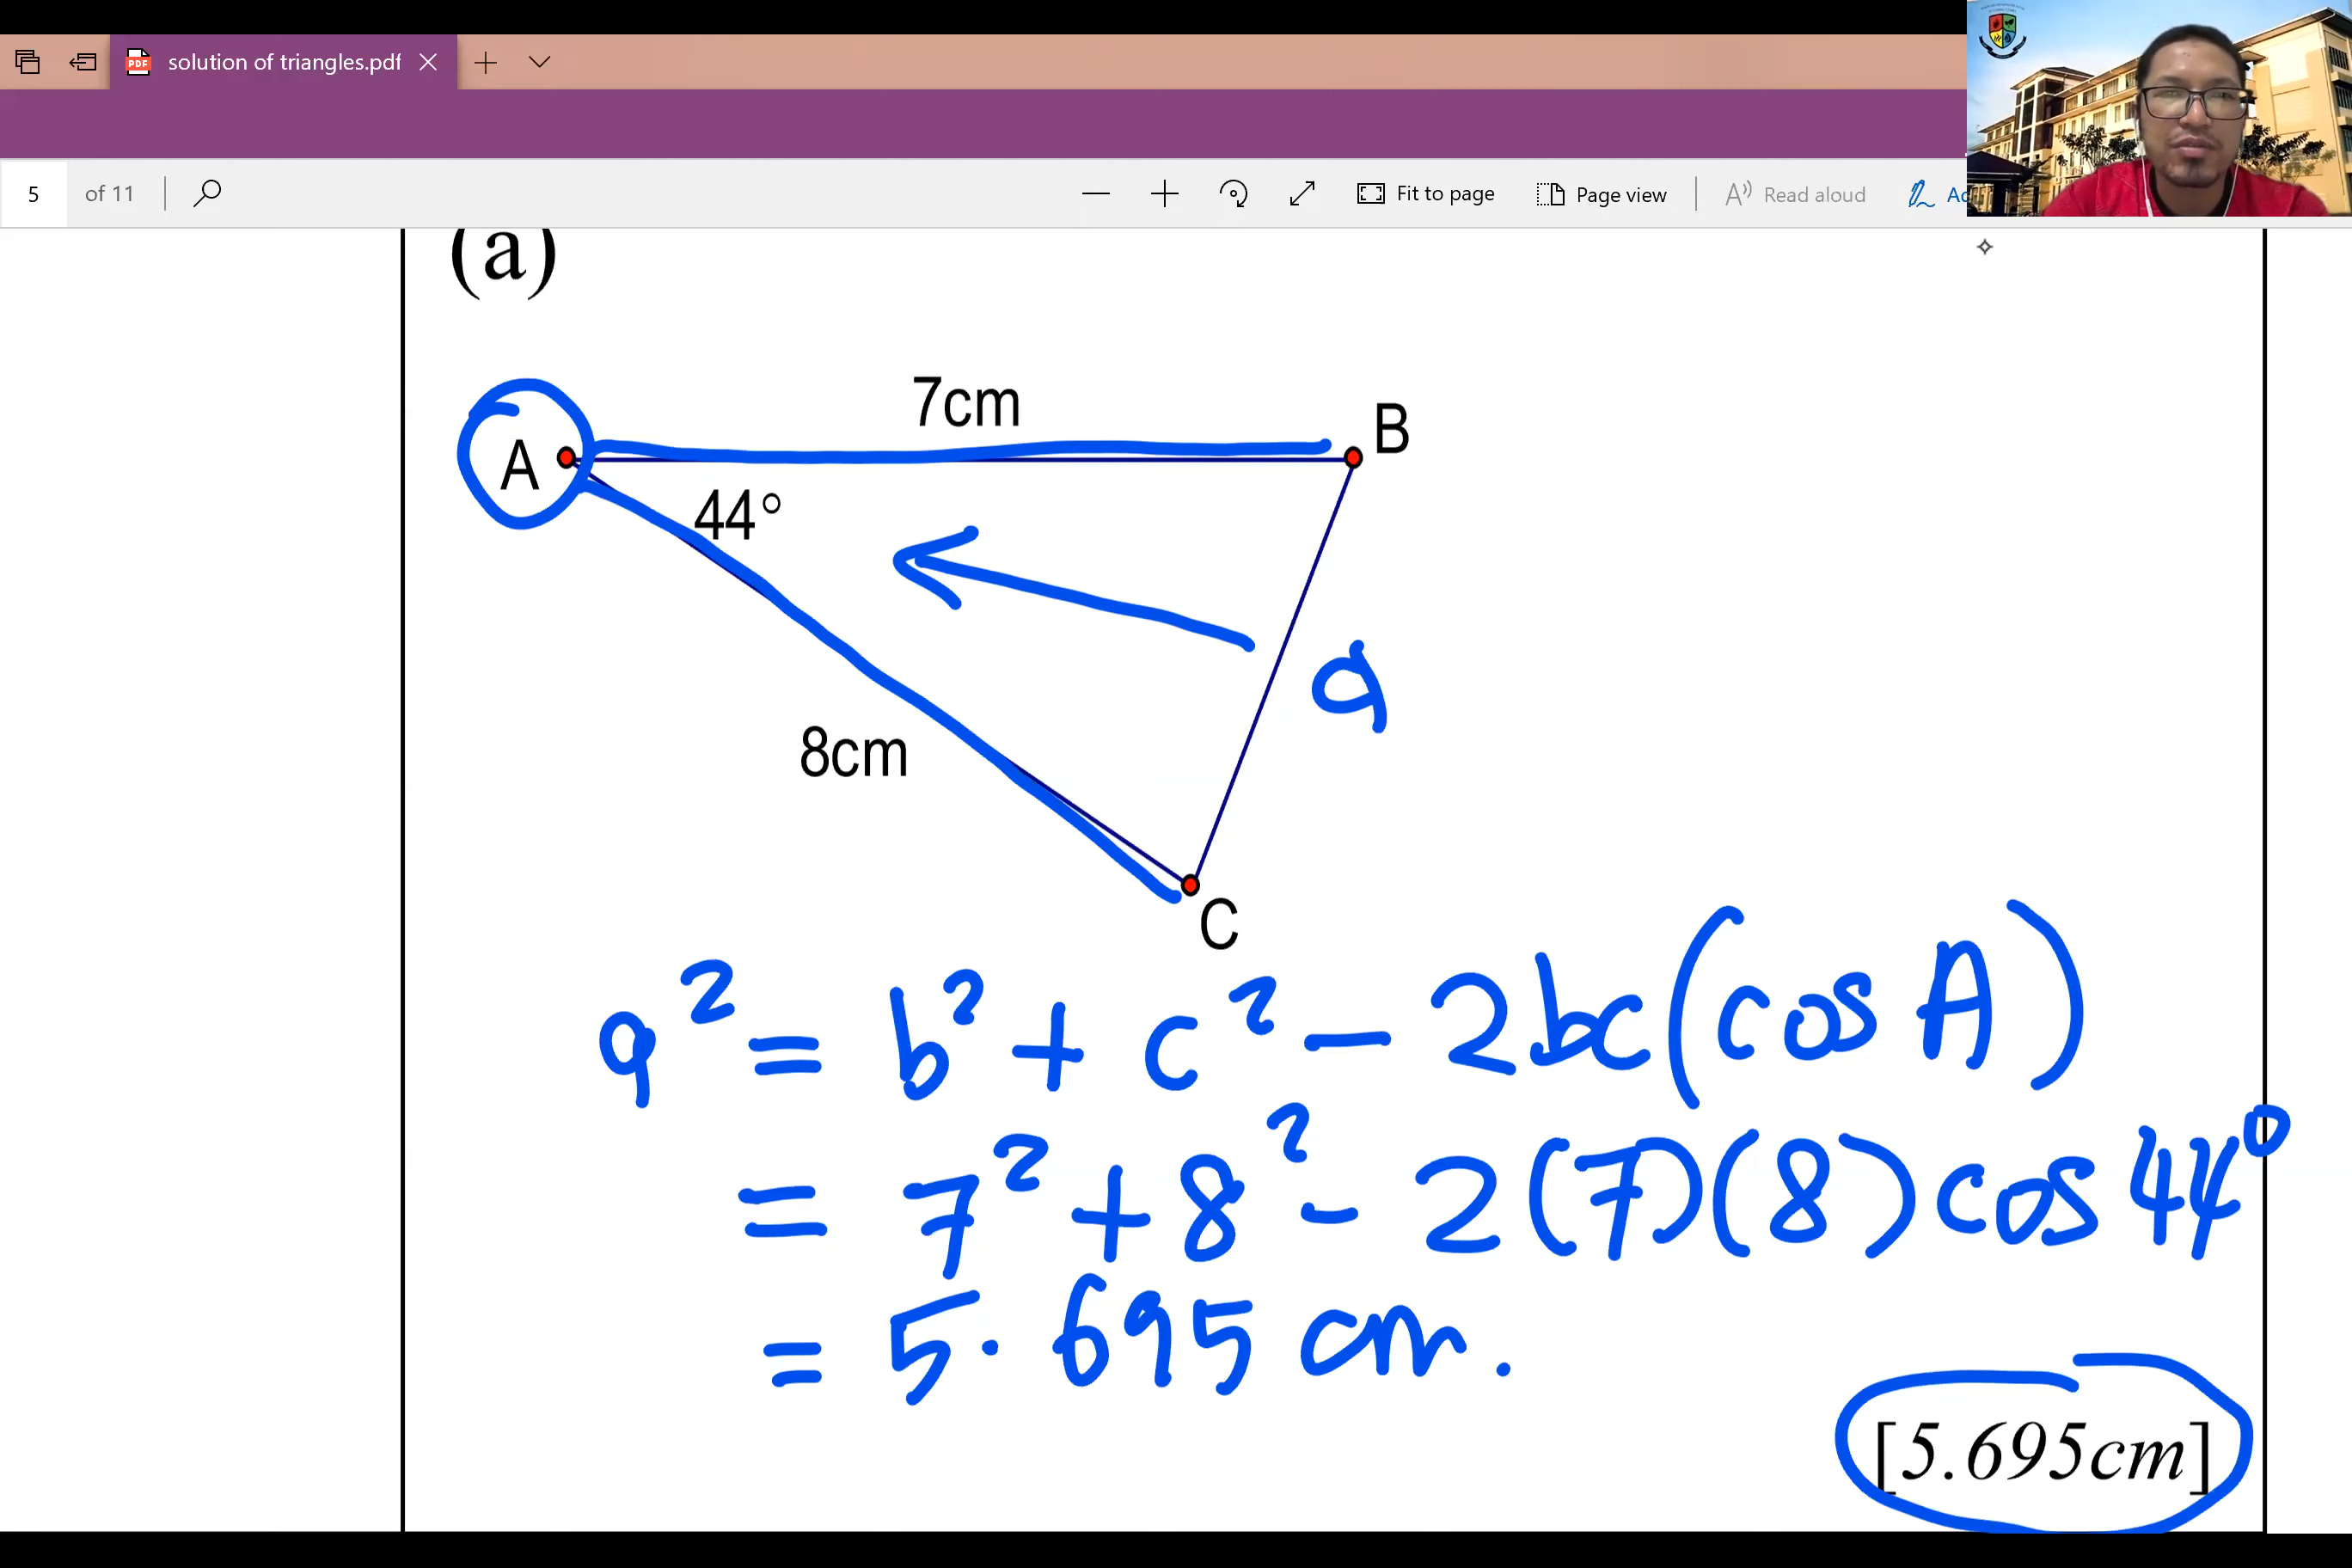 solution of triangles.pdf
5 of 11
Fit to page
Page view
Read aloud
(a)
7cm
A
B
44°
a
8cm
C
a² = b² + c² - 2bc(cos A)
= 7² + 8² - 2(7)(8)cos 44°
= 5.695 cm.
[5.695cm]